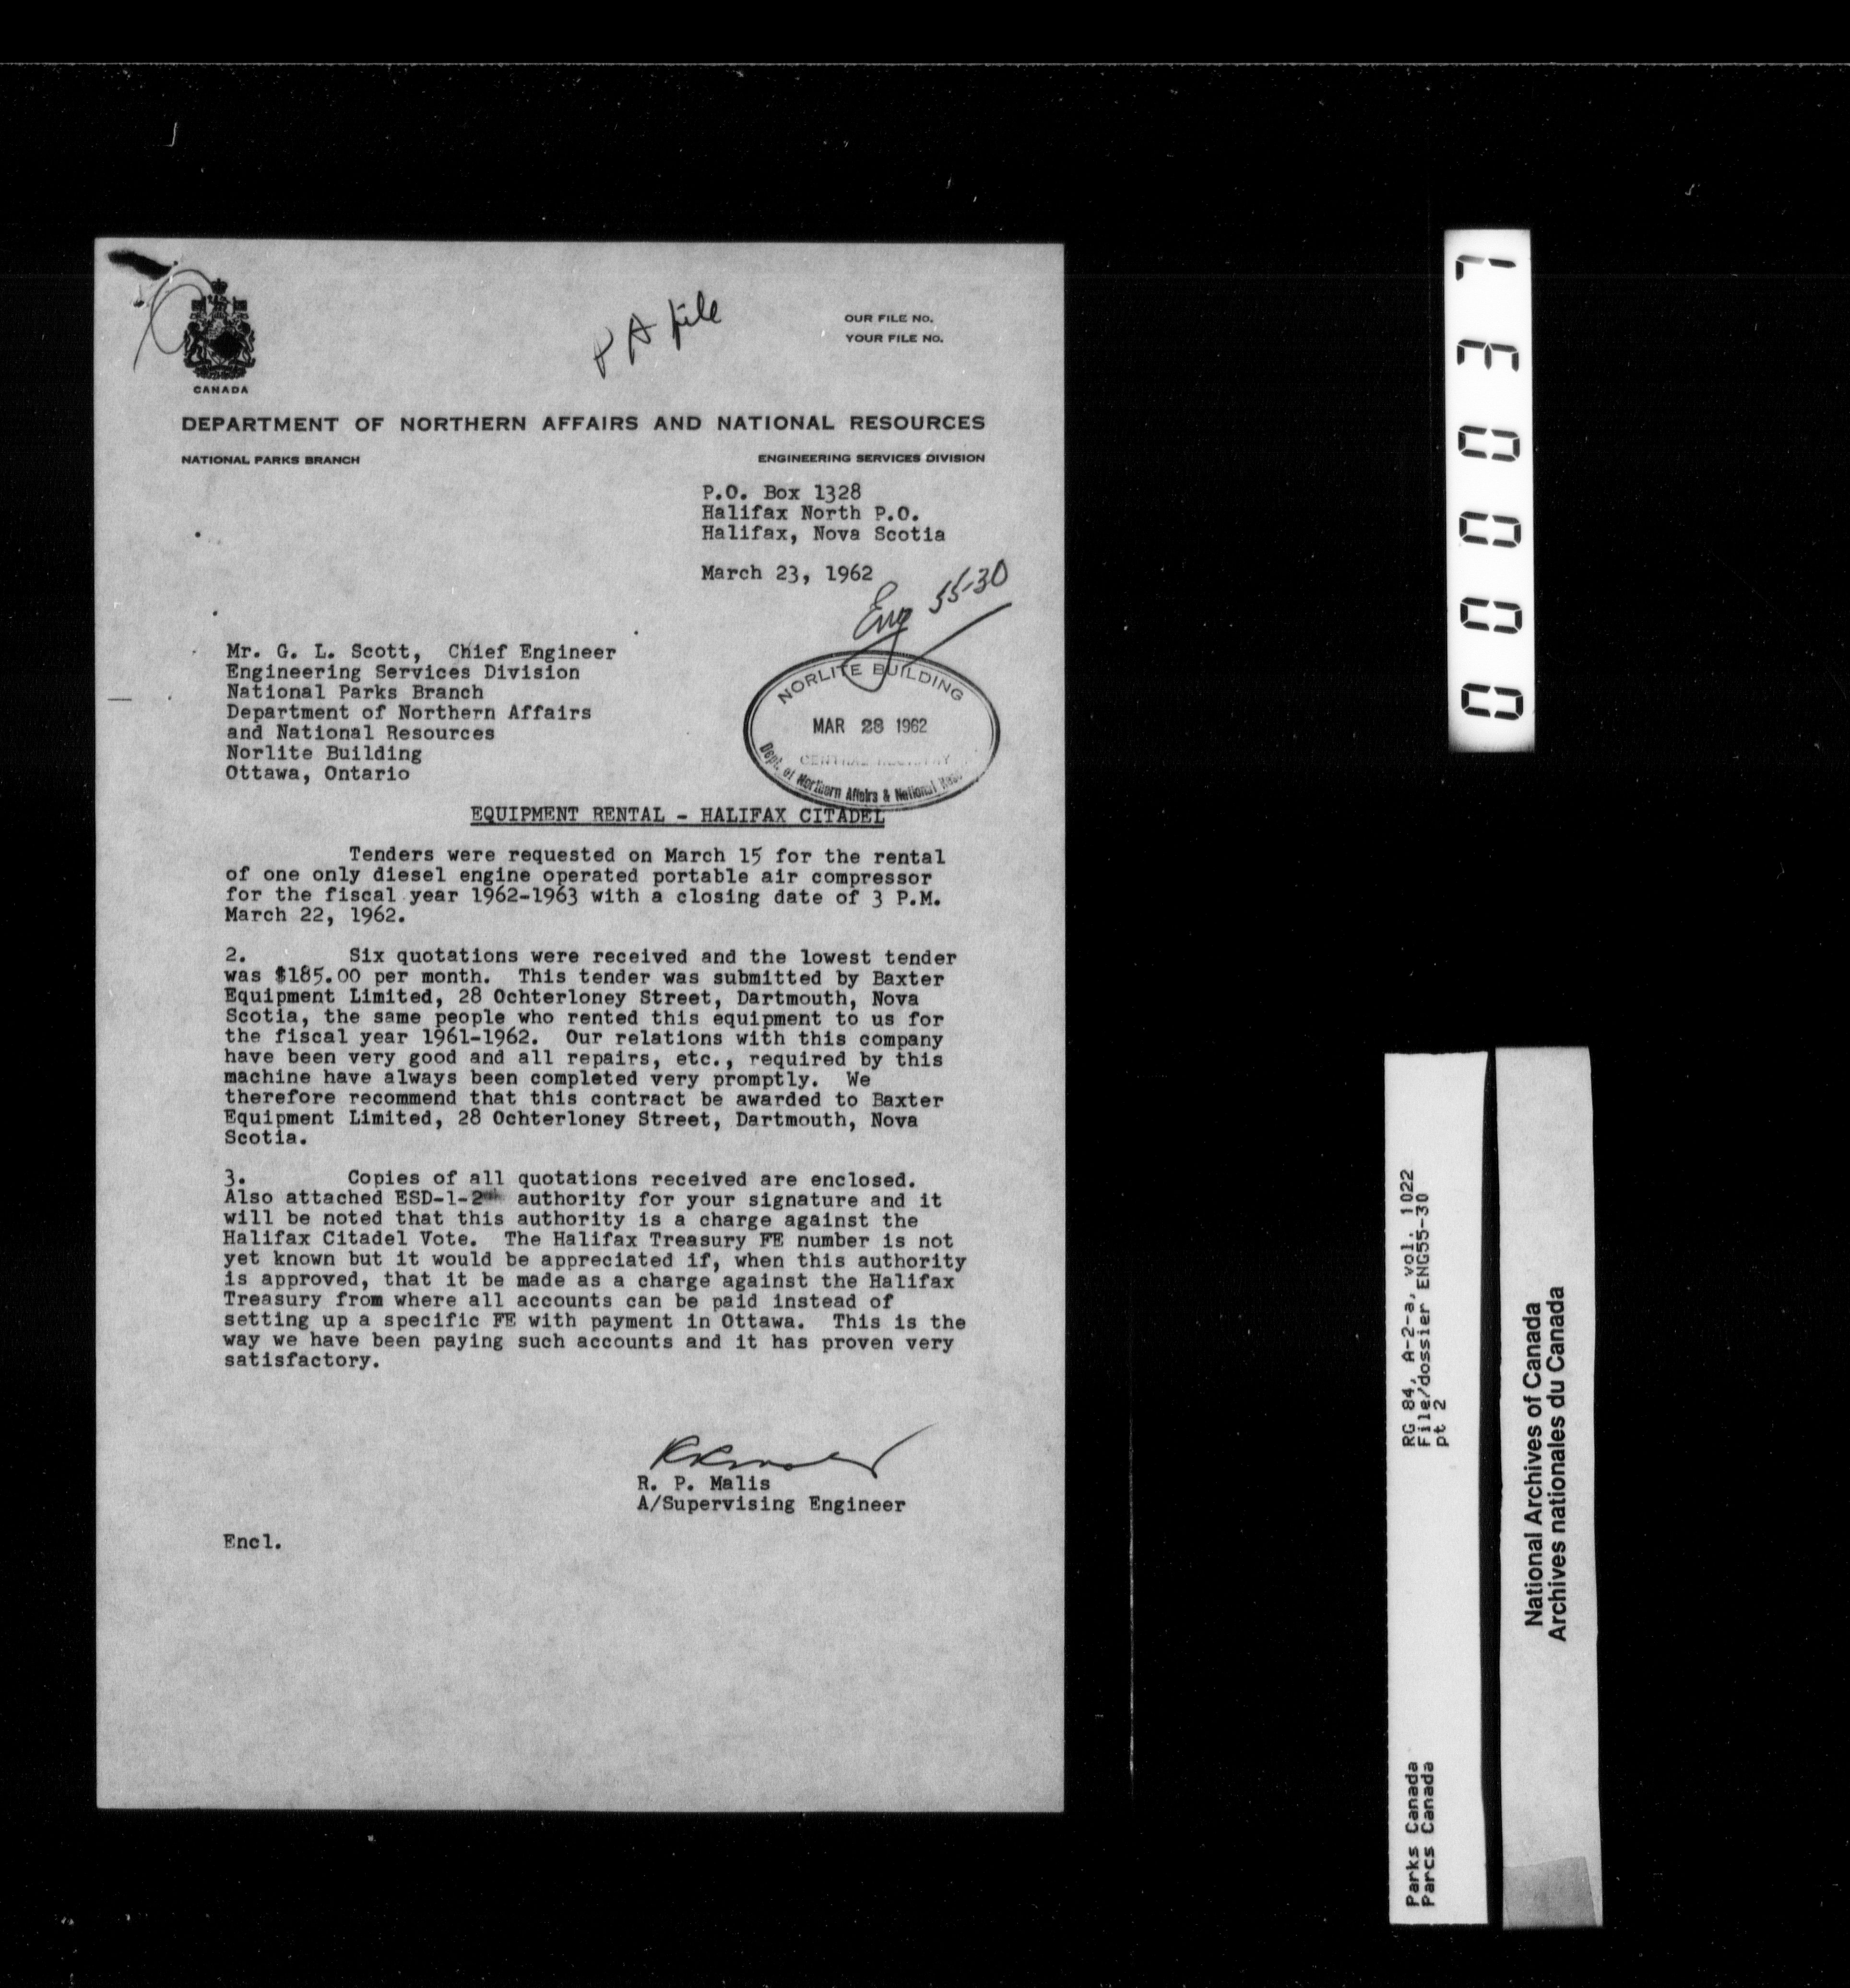 CANADA
P A file
OUR FILE NO.
YOUR FILE NO.
DEPARTMENT OF NORTHERN AFFAIRS AND NATIONAL RESOURCES
NATIONAL PARKS BRANCH
ENGINEERING SERVICES DIVISION
P.O. Box 1328
Halifax North P.O.
Halifax, Nova Scotia
March 23, 1962
Eng 55-30
Mr. G. L. Scott, Chief Engineer
Engineering Services Division
National Parks Branch
Department of Northern Affairs
and National Resources
Norlite Building
Ottawa, Ontario
NORLITE BUILDING
MAR 28 1962
CENTRAL REGISTRY
Dept. of Northern Affairs & National
EQUIPMENT RENTAL - HALIFAX CITADEL
Tenders were requested on March 15 for the rental
of one only diesel engine operated portable air compressor
for the fiscal year 1962-1963 with a closing date of 3 P.M.
March 22, 1962.
2. Six quotations were received and the lowest tender
was $185.00 per month. This tender was submitted by Baxter
Equipment Limited, 28 Ochterloney Street, Dartmouth, Nova
Scotia, the same people who rented this equipment to us for
the fiscal year 1961-1962. Our relations with this company
have been very good and all repairs, etc., required by this
machine have always been completed very promptly. We
therefore recommend that this contract be awarded to Baxter
Equipment Limited, 28 Ochterloney Street, Dartmouth, Nova
Scotia.
3. Copies of all quotations received are enclosed.
Also attached ESD-1-2 authority for your signature and it
will be noted that this authority is a charge against the
Halifax Citadel Vote. The Halifax Treasury FE number is not
yet known but it would be appreciated if, when this authority
is approved, that it be made as a charge against the Halifax
Treasury from where all accounts can be paid instead of
setting up a specific FE with payment in Ottawa. This is the
way we have been paying such accounts and it has proven very
satisfactory.
R. P. Malis
A/Supervising Engineer
Encl.
000037
RG 84, A-2-a, vol. 1022
File/dossier ENG55-30
pt 2
Parks Canada
Parcs Canada
National Archives of Canada
Archives nationales du Canada